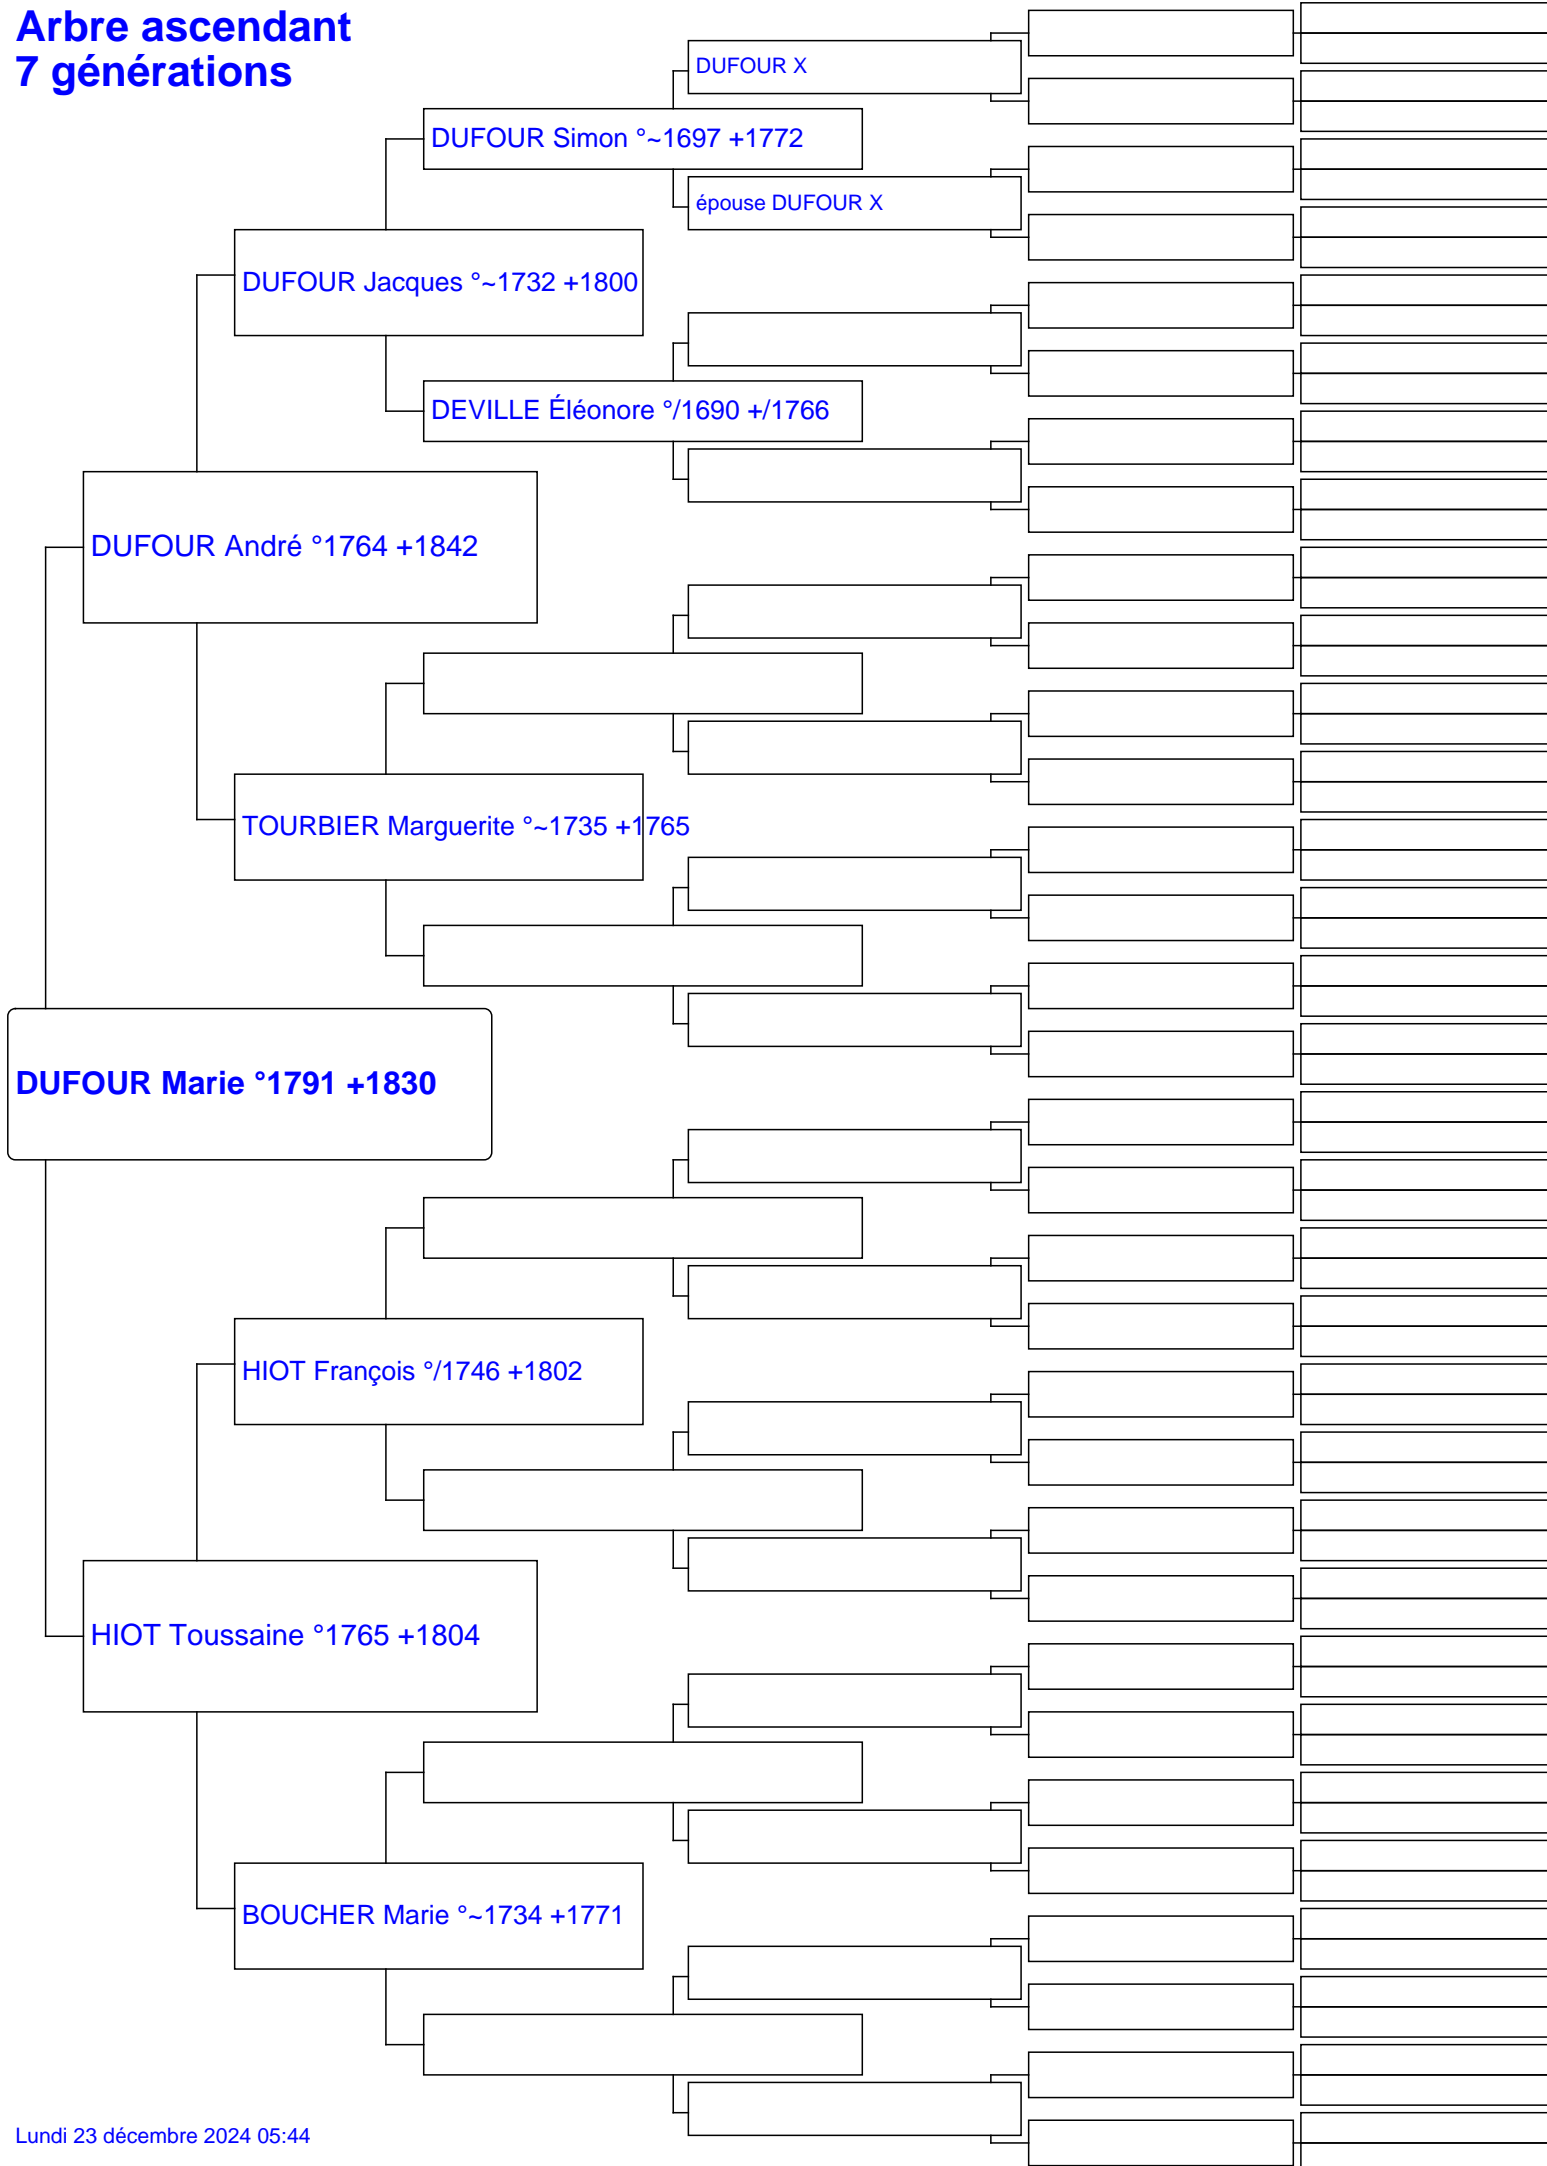 Arbre ascendant
7 générations
DUFOUR X
DUFOUR Simon °~1697 +1772
épouse DUFOUR X
DUFOUR Jacques °~1732 +1800
DEVILLE Éléonore °/1690 +/1766
DUFOUR André °1764 +1842
TOURBIER Marguerite °~1735 +1765
DUFOUR Marie °1791 +1830
HIOT François °/1746 +1802
HIOT Toussaine °1765 +1804
BOUCHER Marie °~1734 +1771
Lundi 23 décembre 2024 05:44